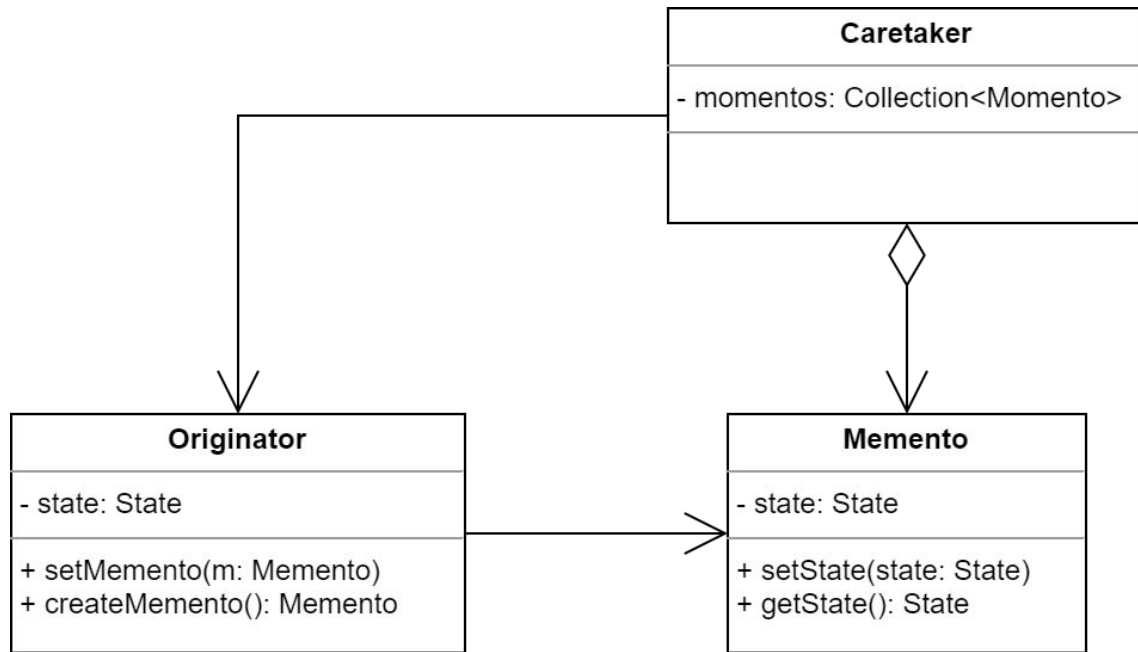 Caretaker
- momentos: Collection<Momento>
Originator
- state: State
+ setMemento(m: Memento)
+ createMemento(): Memento
Memento
- state: State
+ setState(state: State)
+ getState(): State